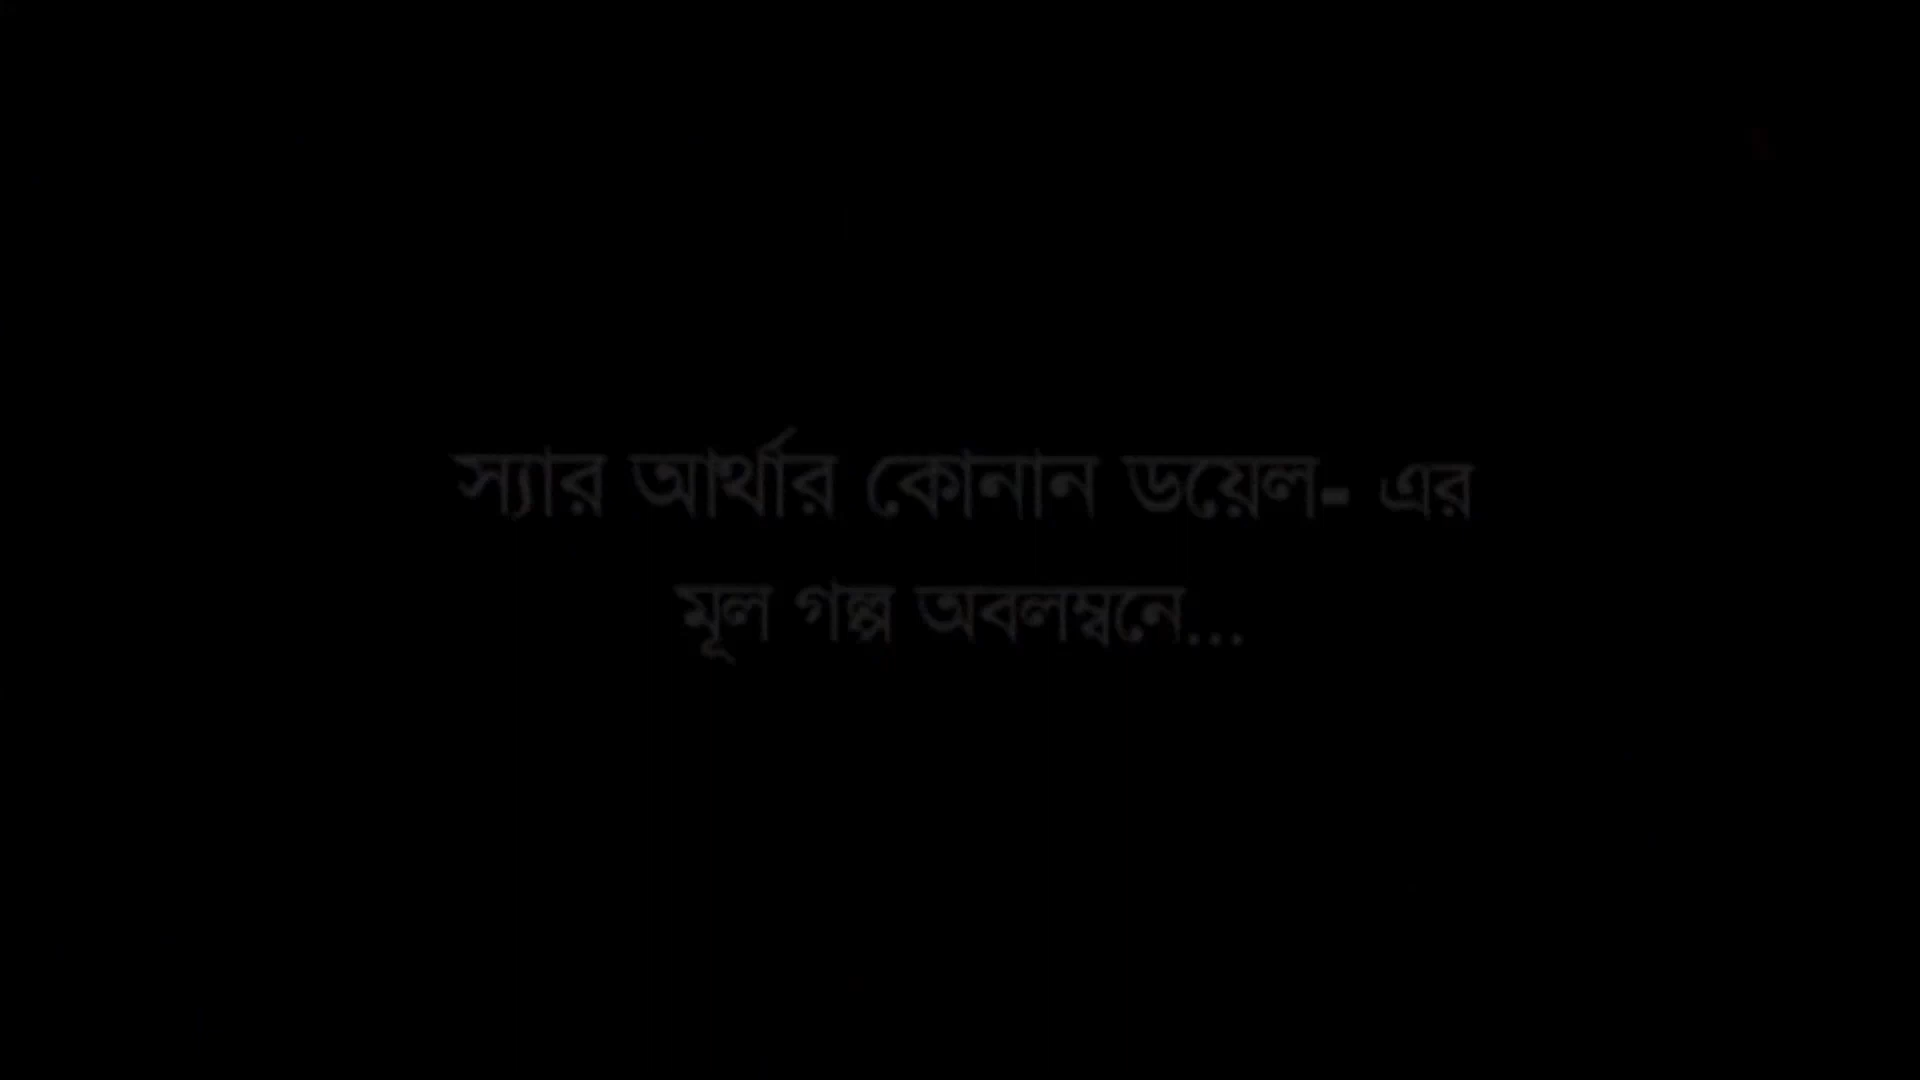 স্যার আর্থার কোনান ডয়েল- এর
মূল গল্প অবলম্বনে...